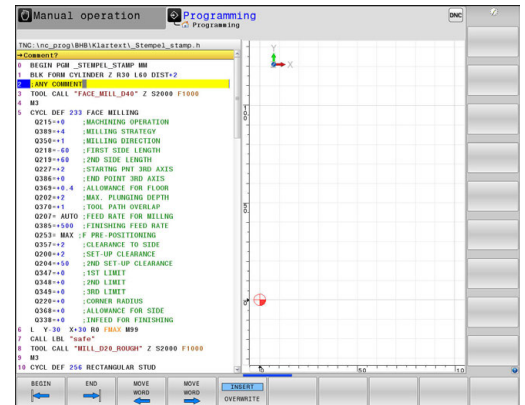 Manual operation
Programming
DNC
Programming
TNC:\nc_prog\BHB\Klartext\_Stempel_stamp.h
→Comment?
0 BEGIN PGM _STEMPEL_STAMP MM
1 BLK FORM CYLINDER Z R30 L60 DIST+2
2 ;ANY COMMENT
3 TOOL CALL "FACE_MILL_D40" Z S2000 F1000
4 M3
5 CYCL DEF 233 FACE MILLING
Q215=+0 ;MACHINING OPERATION
Q389=+4 ;MILLING STRATEGY
Q350=+1 ;MILLING DIRECTION
Q218=-60 ;FIRST SIDE LENGTH
Q219=+60 ;2ND SIDE LENGTH
Q227=+2 ;STARTNG PNT 3RD AXIS
Q386=+0 ;END POINT 3RD AXIS
Q369=+0.4 ;ALLOWANCE FOR FLOOR
Q202=+2 ;MAX. PLUNGING DEPTH
Q370=+1 ;TOOL PATH OVERLAP
Q207= AUTO ;FEED RATE FOR MILLNG
Q385=+500 ;FINISHING FEED RATE
Q253= MAX ;F PRE-POSITIONING
Q357=+2 ;CLEARANCE TO SIDE
Q200=+2 ;SET-UP CLEARANCE
Q204=+50 ;2ND SET-UP CLEARANCE
Q347=+0 ;1ST LIMIT
Q348=+0 ;2ND LIMIT
Q349=+0 ;3RD LIMIT
Q220=+0 ;CORNER RADIUS
Q368=+0 ;ALLOWANCE FOR SIDE
Q338=+0 ;INFEED FOR FINISHING
6 L Y-30 X+30 R0 FMAX M99
7 CALL LBL "safe"
8 TOOL CALL "MILL_D20_ROUGH" Z S2000 F1000
9 M3
10 CYCL DEF 256 RECTANGULAR STUD
Y
X
100
50
0
0
50
BEGIN
END
MOVE WORD
MOVE WORD
INSERT
OVERWRITE